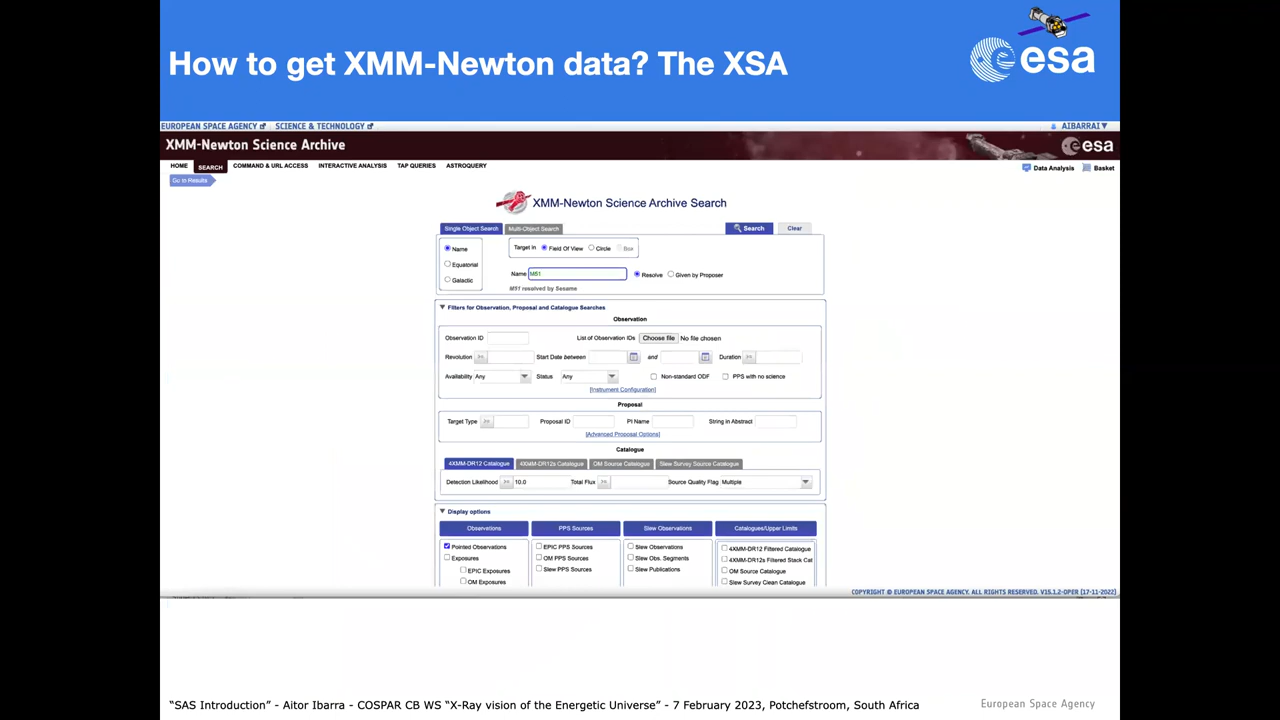 How to get XMM-Newton data? The XSA
esa
EUROPEAN SPACE AGENCY SCIENCE & TECHNOLOGY AIBARRAI
XMM-Newton Science Archive esa
HOME SEARCH COMMAND & URL ACCESS INTERACTIVE ANALYSIS TAP QUERIES ASTROQUERY Data Analysis Basket
Go to Results
XMM-Newton Science Archive Search
Single Object Search Multi-Object Search Search Clear
Name Target in Field Of View Circle Box
Equatorial
Galactic Name M51 Resolve Given by Proposer
M51 resolved by Sesame
Filters for Observation, Proposal and Catalogue Searches
Observation
Observation ID List of Observation IDs Choose file No file chosen
Revolution >= Start Date between and Duration >=
Availability Any Status Any Non-standard ODF PPS with no science
[Instrument Configuration]
Proposal
Target Type >= Proposal ID PI Name String in Abstract
[Advanced Proposal Options]
Catalogue
4XMM-DR12 Catalogue 4XMM-DR12s Catalogue OM Source Catalogue Slew Survey Source Catalogue
Detection Likelihood >= 10.0 Total Flux >= Source Quality Flag Multiple
Display options
Observations PPS Sources Slew Observations Catalogues/Upper Limits
Pointed Observations EPIC PPS Sources Slew Observations 4XMM-DR12 Filtered Catalogue
Exposures OM PPS Sources Slew Obs. Segments 4XMM-DR12s Filtered Stack Cat
EPIC Exposures Slew PPS Sources Slew Publications OM Source Catalogue
OM Exposures Slew Survey Clean Catalogue
COPYRIGHT © EUROPEAN SPACE AGENCY. ALL RIGHTS RESERVED. V15.1.2-OPER (17-11-2022)
“SAS Introduction” - Aitor Ibarra - COSPAR CB WS “X-Ray vision of the Energetic Universe” - 7 February 2023, Potchefstroom, South Africa European Space Agency